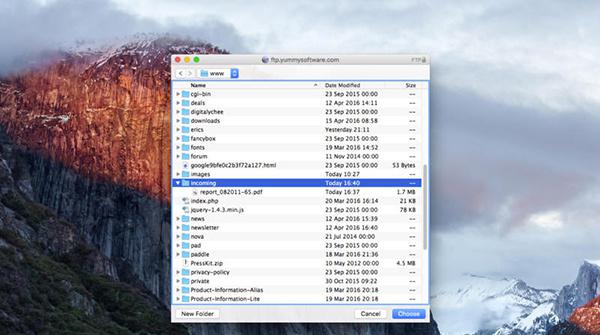 ftp.yummysoftware.com FTP
www
Name Date Modified Size
cgi-bin 23 Sep 2015 00:00 --
deals 12 Apr 2016 14:11 --
digitalychee 23 Sep 2015 00:00 --
downloads 15 Apr 2016 08:58 --
erics Yesterday 21:11 --
fancybox 23 Sep 2015 00:00 --
fonts 19 Mar 2016 14:52 --
forum 11 Nov 2014 00:00 --
google9bfe0c2b3f72a127.html 23 Sep 2015 00:00 53 Bytes
images Today 10:27 --
incoming Today 16:40 --
report_082011-65.pdf Today 16:37 1.7 MB
index.php 20 Mar 2016 16:14 21 KB
jquery-1.4.3.min.js 23 Sep 2015 00:00 78 KB
news 12 Apr 2016 15:39 --
newsletter 12 Apr 2016 16:40 --
nova 21 Jul 2014 00:00 --
pad 23 Sep 2015 00:00 --
paddle 18 Mar 2016 21:36 --
PressKit.zip 10 May 2012 00:00 4.5 MB
privacy-policy 23 Sep 2015 00:00 --
private 30 Oct 2015 09:22 --
Product-Information-Alias 19 Mar 2016 20:18 --
Product-Information-Lite 19 Mar 2016 20:18 --
New Folder Cancel Choose